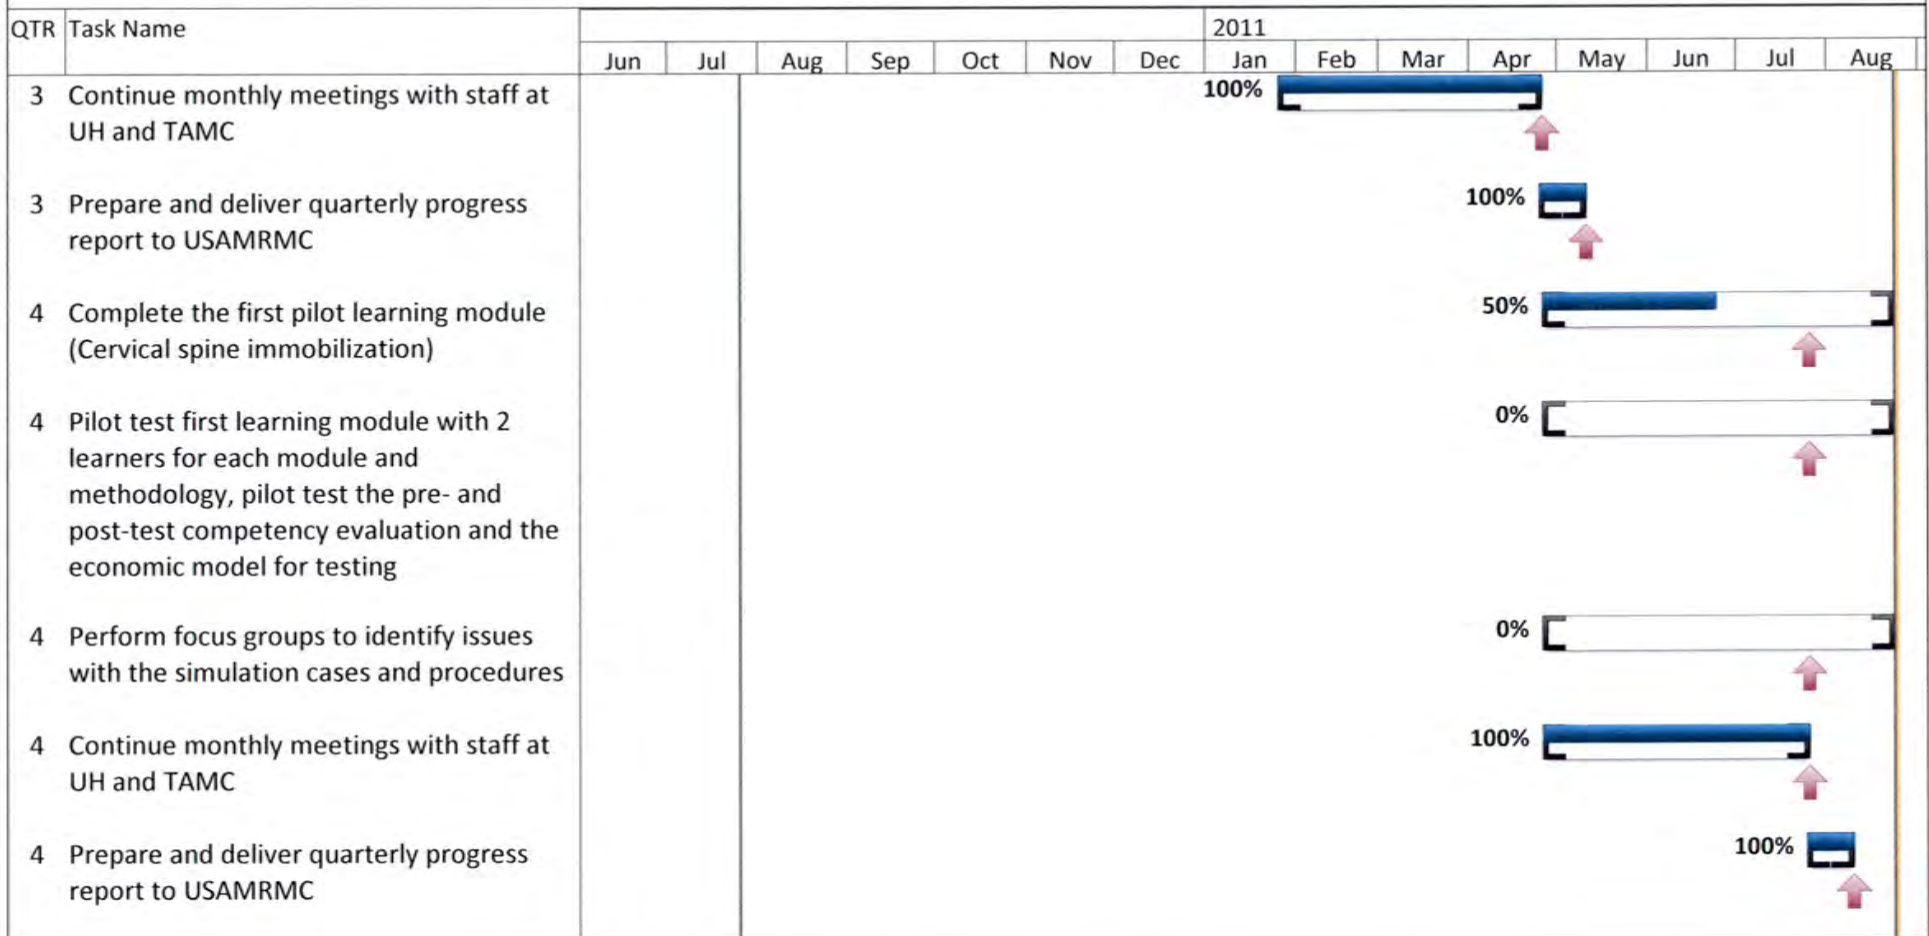 QTR Task Name 2011
Jun Jul Aug Sep Oct Nov Dec Jan Feb Mar Apr May Jun Jul Aug
3 Continue monthly meetings with staff at 100%
UH and TAMC
3 Prepare and deliver quarterly progress 100%
report to USAMRMC
4 Complete the first pilot learning module 50%
(Cervical spine immobilization)
4 Pilot test first learning module with 2 0%
learners for each module and
methodology, pilot test the pre- and
post-test competency evaluation and the
economic model for testing
4 Perform focus groups to identify issues 0%
with the simulation cases and procedures
4 Continue monthly meetings with staff at 100%
UH and TAMC
4 Prepare and deliver quarterly progress 100%
report to USAMRMC